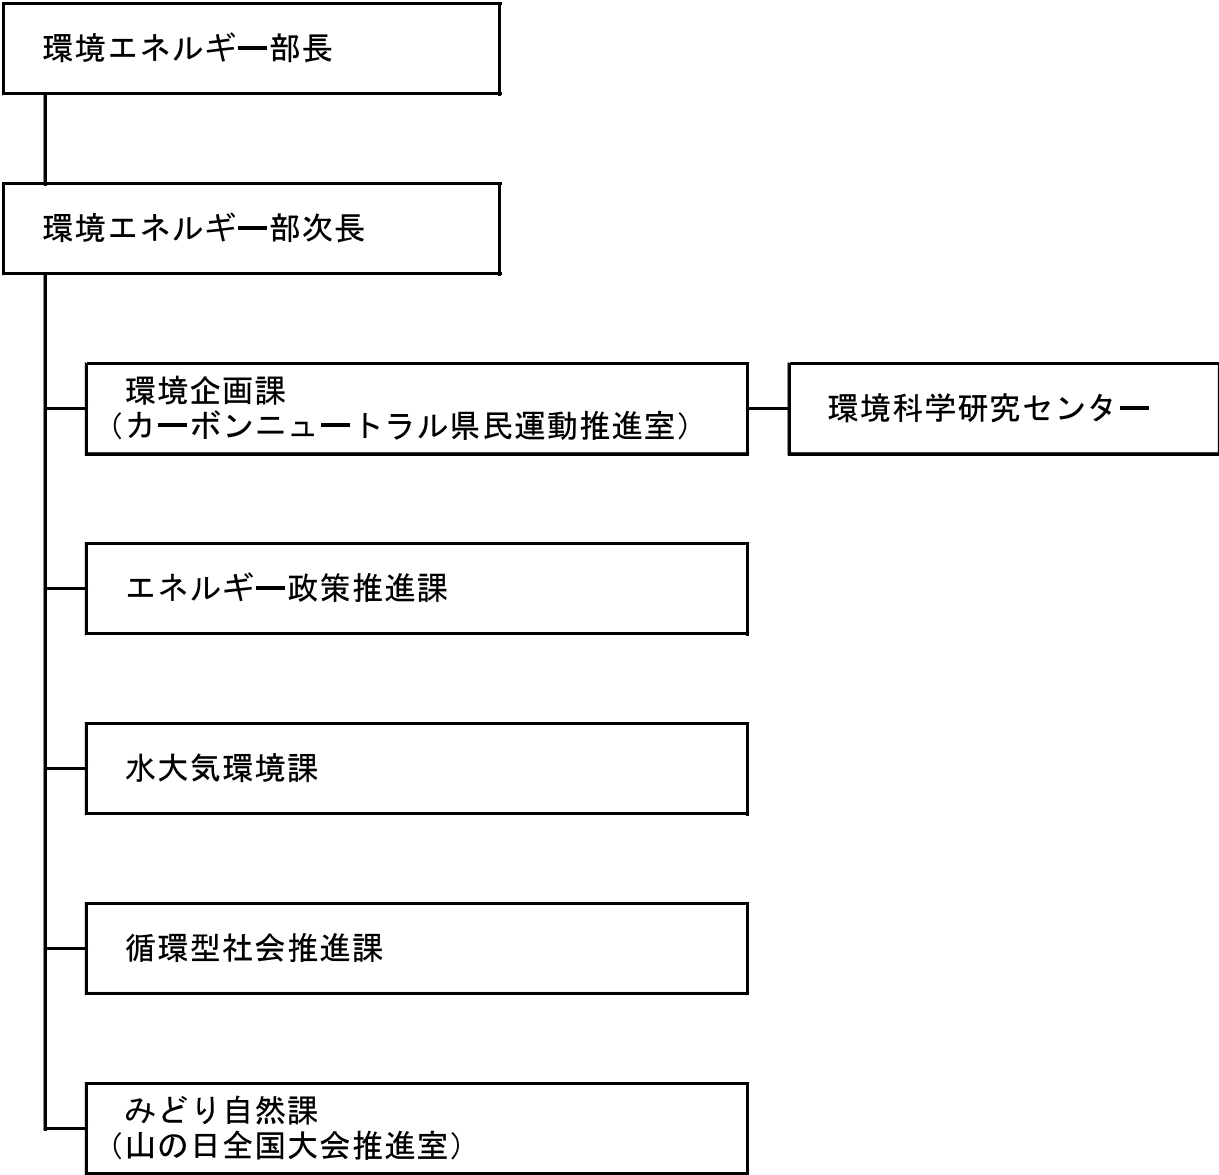 環境エネルギー部長
環境エネルギー部次長
環境企画課
（カーボンニュートラル県民運動推進室）
環境科学研究センター
エネルギー政策推進課
水大気環境課
循環型社会推進課
みどり自然課
（山の日全国大会推進室）